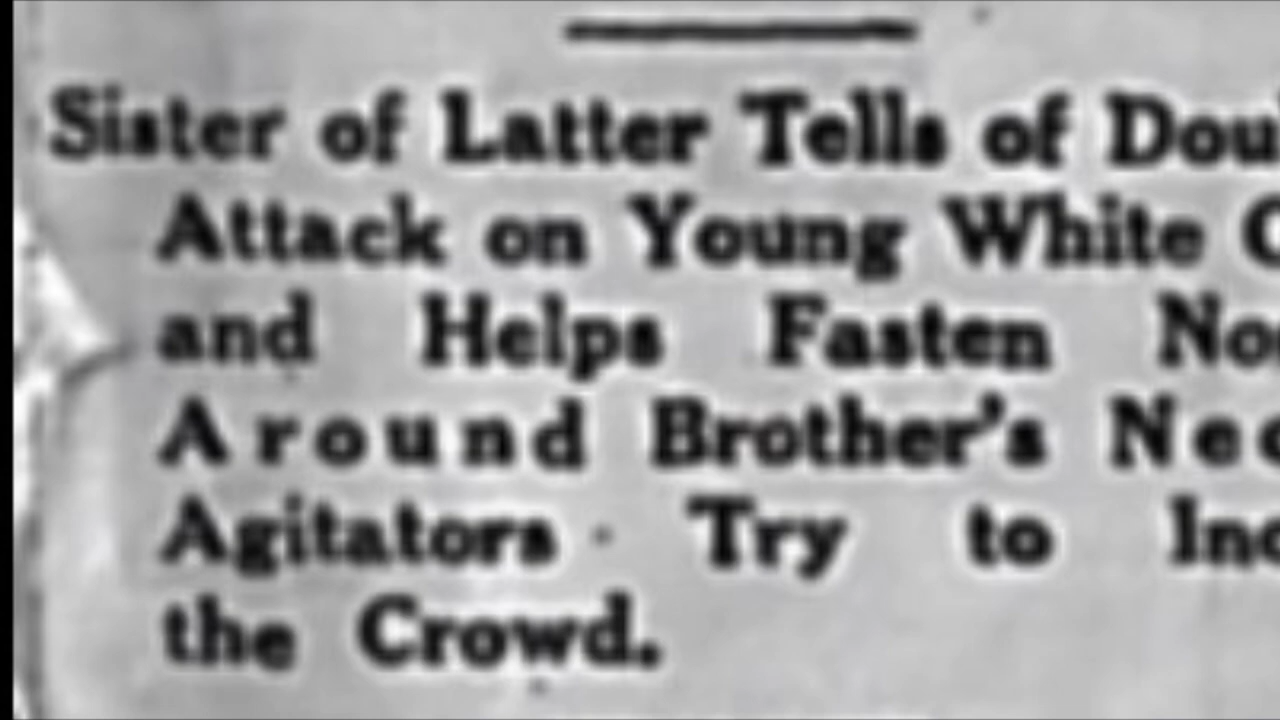 Sister of Latter Tells of Dou
Attack on Young White
and Helps Fasten
Around Brother's
Agitators Try to
the Crowd.